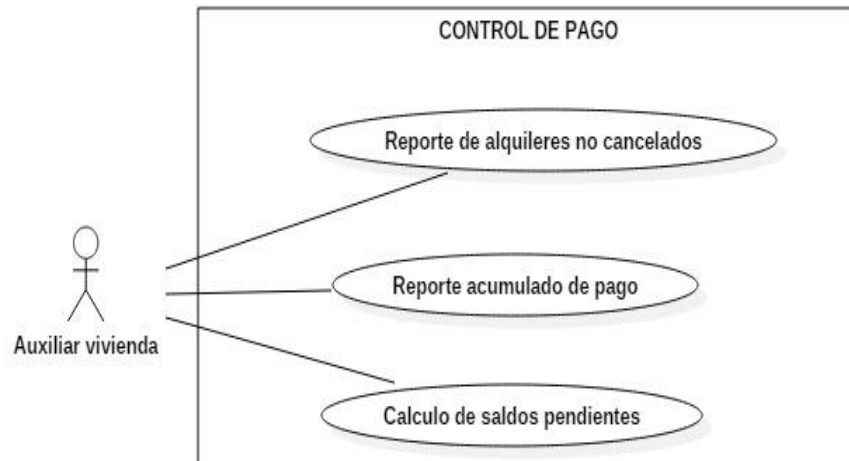 CONTROL DE PAGO
Reporte de alquileres no cancelados
Reporte acumulado de pago
Auxiliar vivienda
Calculo de saldos pendientes